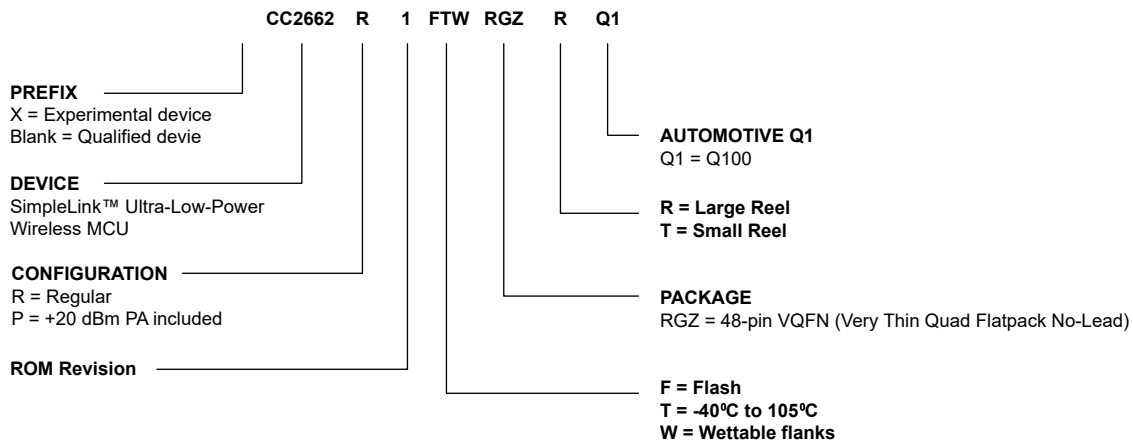 CC2662 R 1 FTW RGZ R Q1
PREFIX
X = Experimental device
Blank = Qualified devie
DEVICE
SimpleLink™ Ultra-Low-Power
Wireless MCU
CONFIGURATION
R = Regular
P = +20 dBm PA included
ROM Revision
AUTOMOTIVE Q1
Q1 = Q100
R = Large Reel
T = Small Reel
PACKAGE
RGZ = 48-pin VQFN (Very Thin Quad Flatpack No-Lead)
F = Flash
T = -40⁰C to 105⁰C
W = Wettable flanks